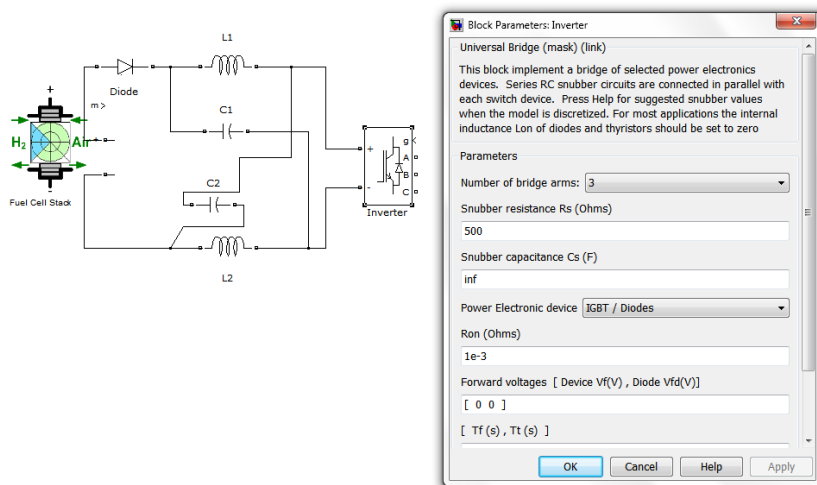 L1
Diode
m >
C1
+
+
H2
Air
-
Fuel Cell Stack
C2
L2
+
-
g
A
B
C
Inverter
Block Parameters: Inverter
Universal Bridge (mask) (link)
This block implement a bridge of selected power electronics
devices. Series RC snubber circuits are connected in parallel with
each switch device. Press Help for suggested snubber values
when the model is discretized. For most applications the internal
inductance Lon of diodes and thyristors should be set to zero
Parameters
Number of bridge arms: 3
Snubber resistance Rs (Ohms)
500
Snubber capacitance Cs (F)
inf
Power Electronic device IGBT / Diodes
Ron (Ohms)
1e-3
Forward voltages [ Device Vf(V) , Diode Vfd(V)]
[ 0 0 ]
[ Tf (s) , Tt (s) ]
OK
Cancel
Help
Apply